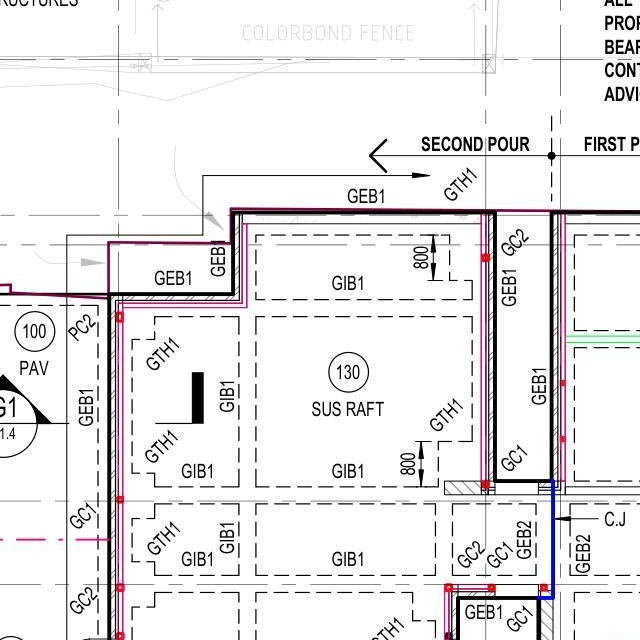 RUCTURES
ALL
COLORBOND FENCE
PROP
BEAR
CONT
ADVI
SECOND POUR
FIRST P
GTH1
GEB1
GEB1
GC2
800
GEB1
GIB1
GEB1
PC2
100
GTH1
130
PAV
GEB1
GIB1
SUS RAFT
GEB1
G1
GTH1
1.4
GTH1
GC1
GIB1
GIB1
800
GC1
C.J
GTH1
GIB1
GEB2
GIB1
GIB1
GC2
GC1
GEB2
GC2
GEB1
GC1
GTH1